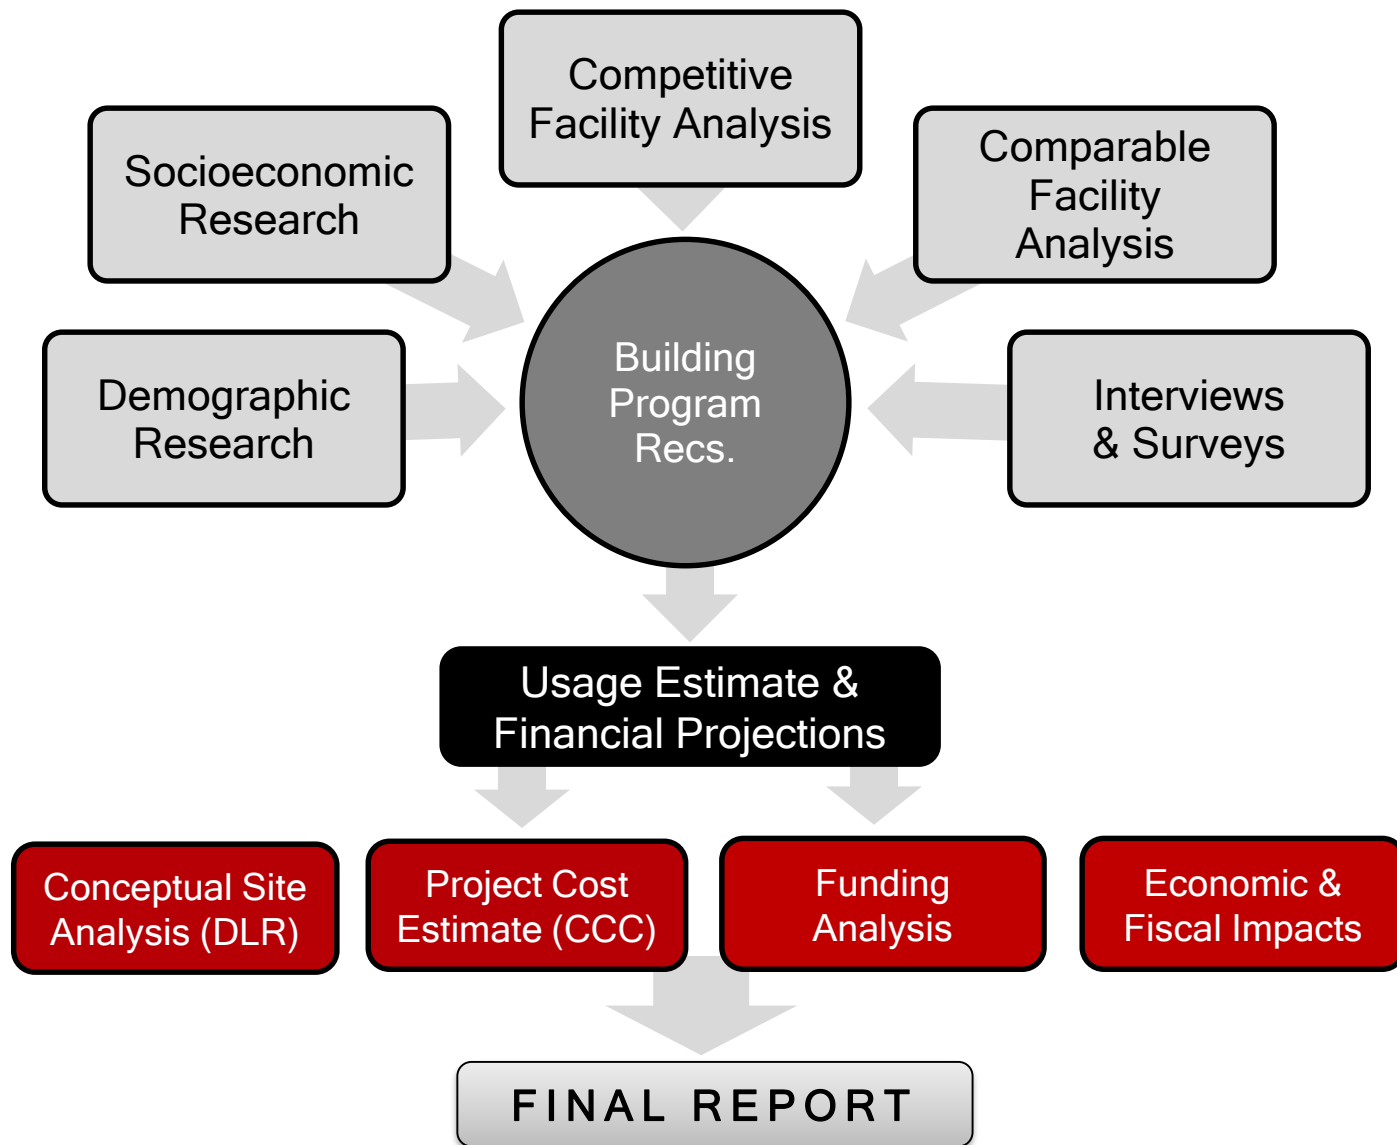 Competitive
Facility Analysis
Socioeconomic
Research
Comparable
Facility
Analysis
Demographic
Research
Building
Program
Recs.
Interviews
& Surveys
Usage Estimate &
Financial Projections
Conceptual Site
Analysis (DLR)
Project Cost
Estimate (CCC)
Funding
Analysis
Economic &
Fiscal Impacts
FINAL REPORT